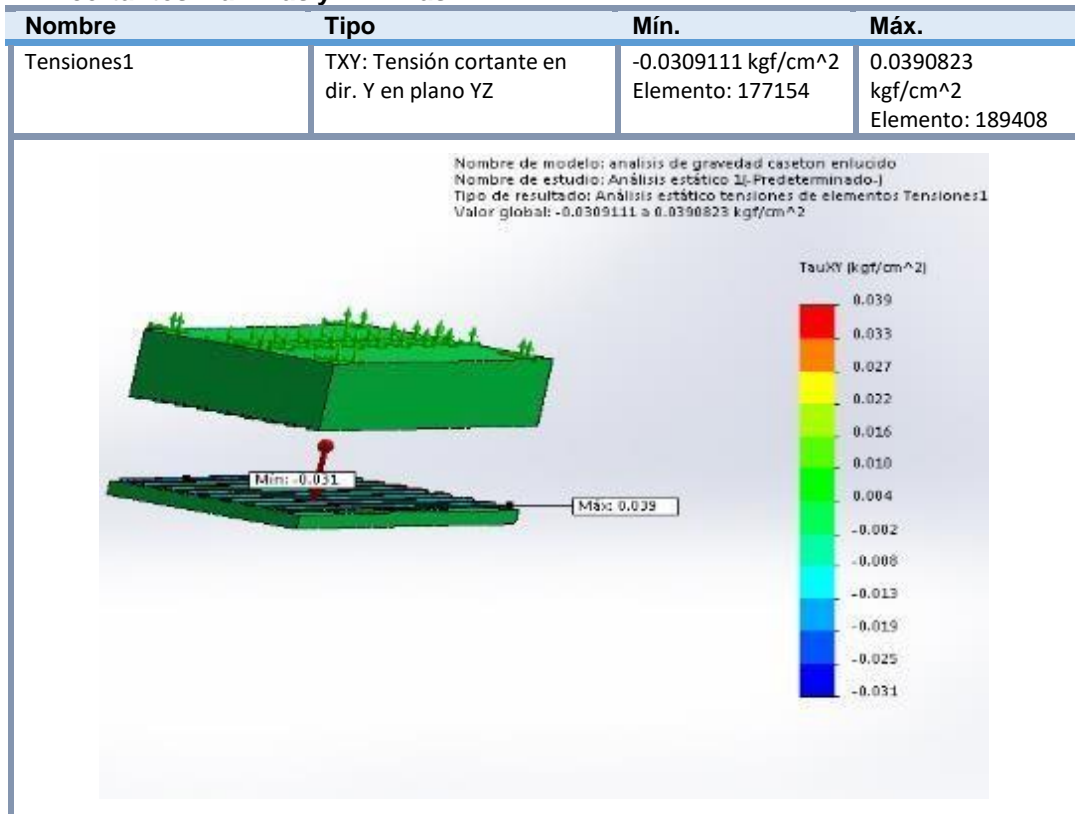 Nombre Tipo Mín. Máx.
Tensiones1 TXY: Tensión cortante en dir. Y en plano YZ -0.0309111 kgf/cm^2 Elemento: 177154 0.0390823 kgf/cm^2 Elemento: 189408
Nombre de modelo: analisis de gravedad caseton enlucido
Nombre de estudio: Análisis estático 1(-Predeterminado-)
Tipo de resultado: Análisis estático tensiones de elementos Tensiones1
Valor global: -0.0309111 a 0.0390823 kgf/cm^2
TauXY (kgf/cm^2)
0.039
0.033
0.027
0.022
0.016
0.010
0.004
-0.002
-0.008
-0.013
-0.019
-0.025
-0.031
Mín: -0.031
Máx: 0.039